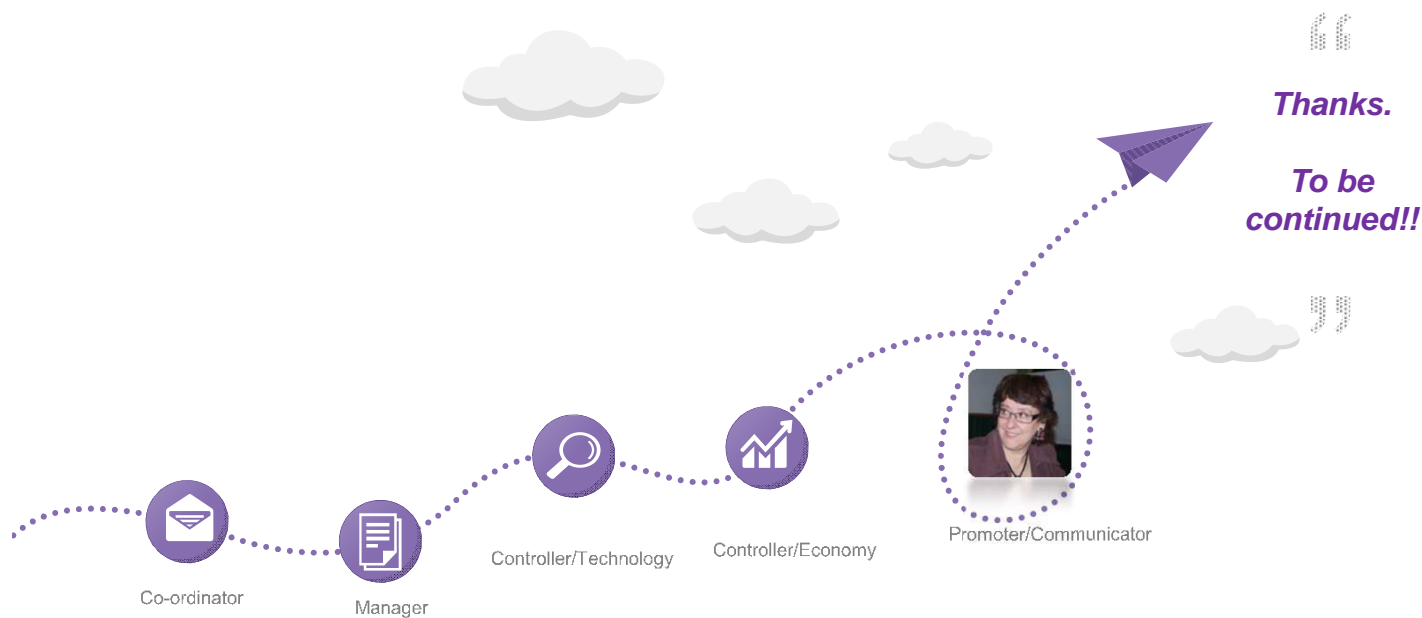 “
Thanks.
To be
continued!!
”
Co-ordinator
Manager
Controller/Technology
Controller/Economy
Promoter/Communicator